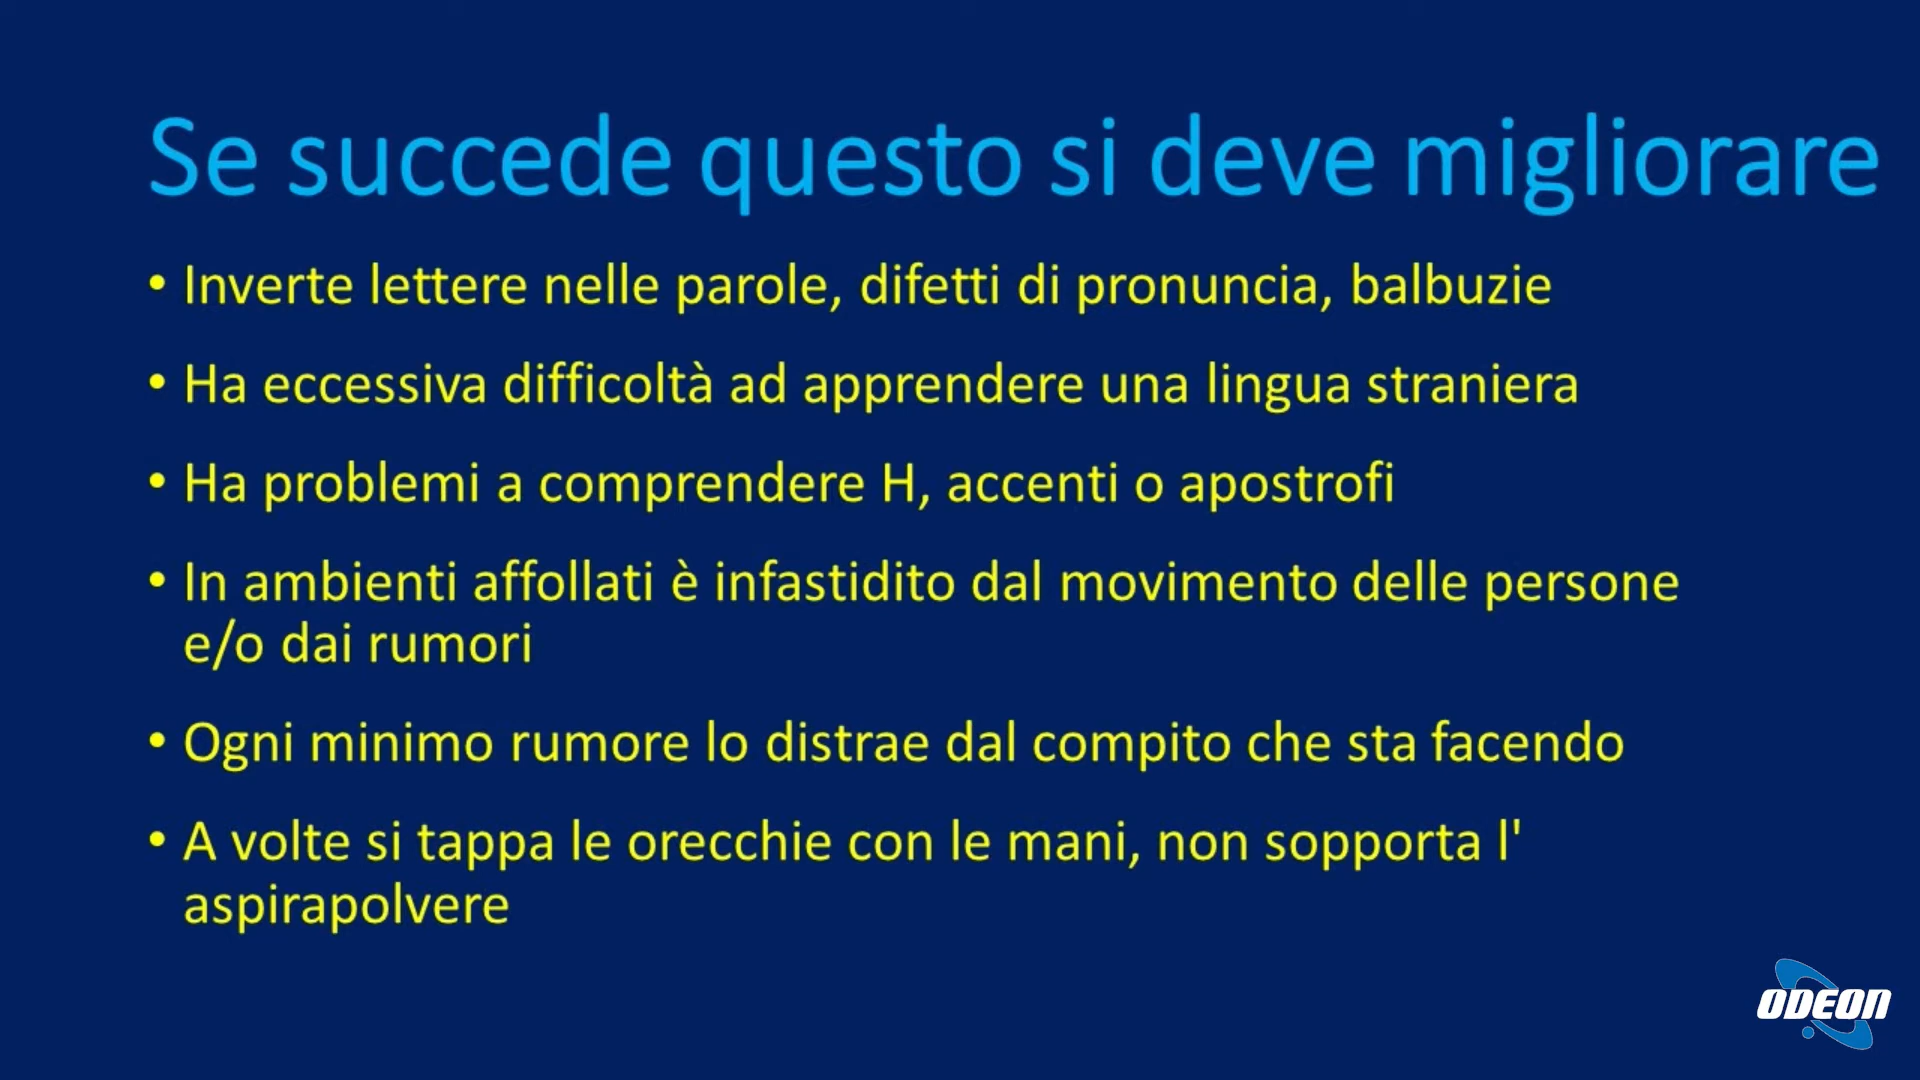 Se succede questo si deve migliorare
• Inverte lettere nelle parole, difetti di pronuncia, balbuzie
• Ha eccessiva difficoltà ad apprendere una lingua straniera
• Ha problemi a comprendere H, accenti o apostrofi
• In ambienti affollati è infastidito dal movimento delle persone
e/o dai rumori
• Ogni minimo rumore lo distrae dal compito che sta facendo
• A volte si tappa le orecchie con le mani, non sopporta l'
aspirapolvere
ODEON